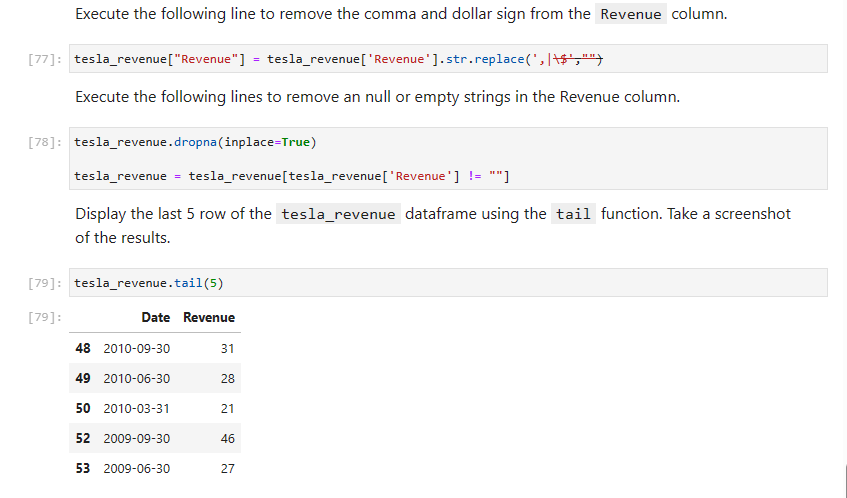 Execute the following line to remove the comma and dollar sign from the Revenue column.
[77]: tesla_revenue["Revenue"] = tesla_revenue['Revenue'].str.replace(',|\$',"")
Execute the following lines to remove an null or empty strings in the Revenue column.
[78]: tesla_revenue.dropna(inplace=True)
tesla_revenue = tesla_revenue[tesla_revenue['Revenue'] != ""]
Display the last 5 row of the tesla_revenue dataframe using the tail function. Take a screenshot
of the results.
[79]: tesla_revenue.tail(5)
[79]: Date Revenue
48 2010-09-30 31
49 2010-06-30 28
50 2010-03-31 21
52 2009-09-30 46
53 2009-06-30 27